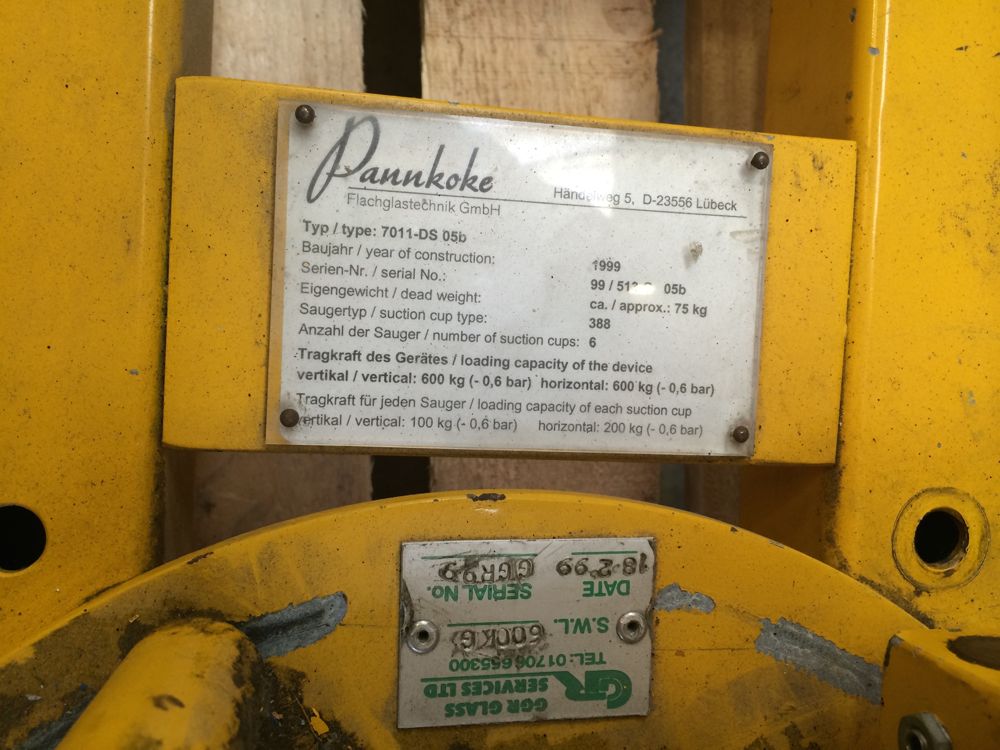 Pannkoke
Flachglastechnik GmbH
Händelweg 5, D-23556 Lübeck
Typ / type: 7011-DS 05b
Baujahr / year of construction: 1999
Serien-Nr. / serial No.: 99 / 05b
Eigengewicht / dead weight: ca. / approx.: 75 kg
Saugertyp / suction cup type: 388
Anzahl der Sauger / number of suction cups: 6
Tragkraft des Gerätes / loading capacity of the device
vertikal / vertical: 600 kg (- 0,6 bar) horizontal: 600 kg (- 0,6 bar)
Tragkraft für jeden Sauger / loading capacity of each suction cup
vertikal / vertical: 100 kg (- 0,6 bar) horizontal: 200 kg (- 0,6 bar)
GR
GGR GLASS
SERVICES LTD
TEL: 01706 655300
S.W.L. 600KG
DATE SERIAL No.
18-2-99 GGR99